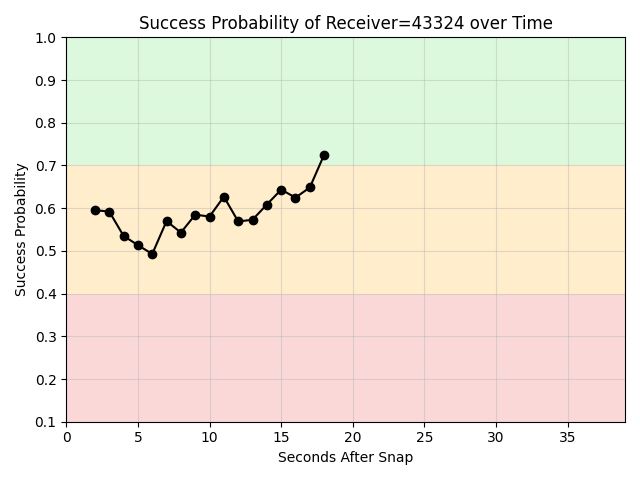 Success Probability of Receiver=43324 over Time
1.0
0.9
0.8
0.7
0.6
0.5
0.4
0.3
0.2
0.1
Success Probability
0 5 10 15 20 25 30 35
Seconds After Snap